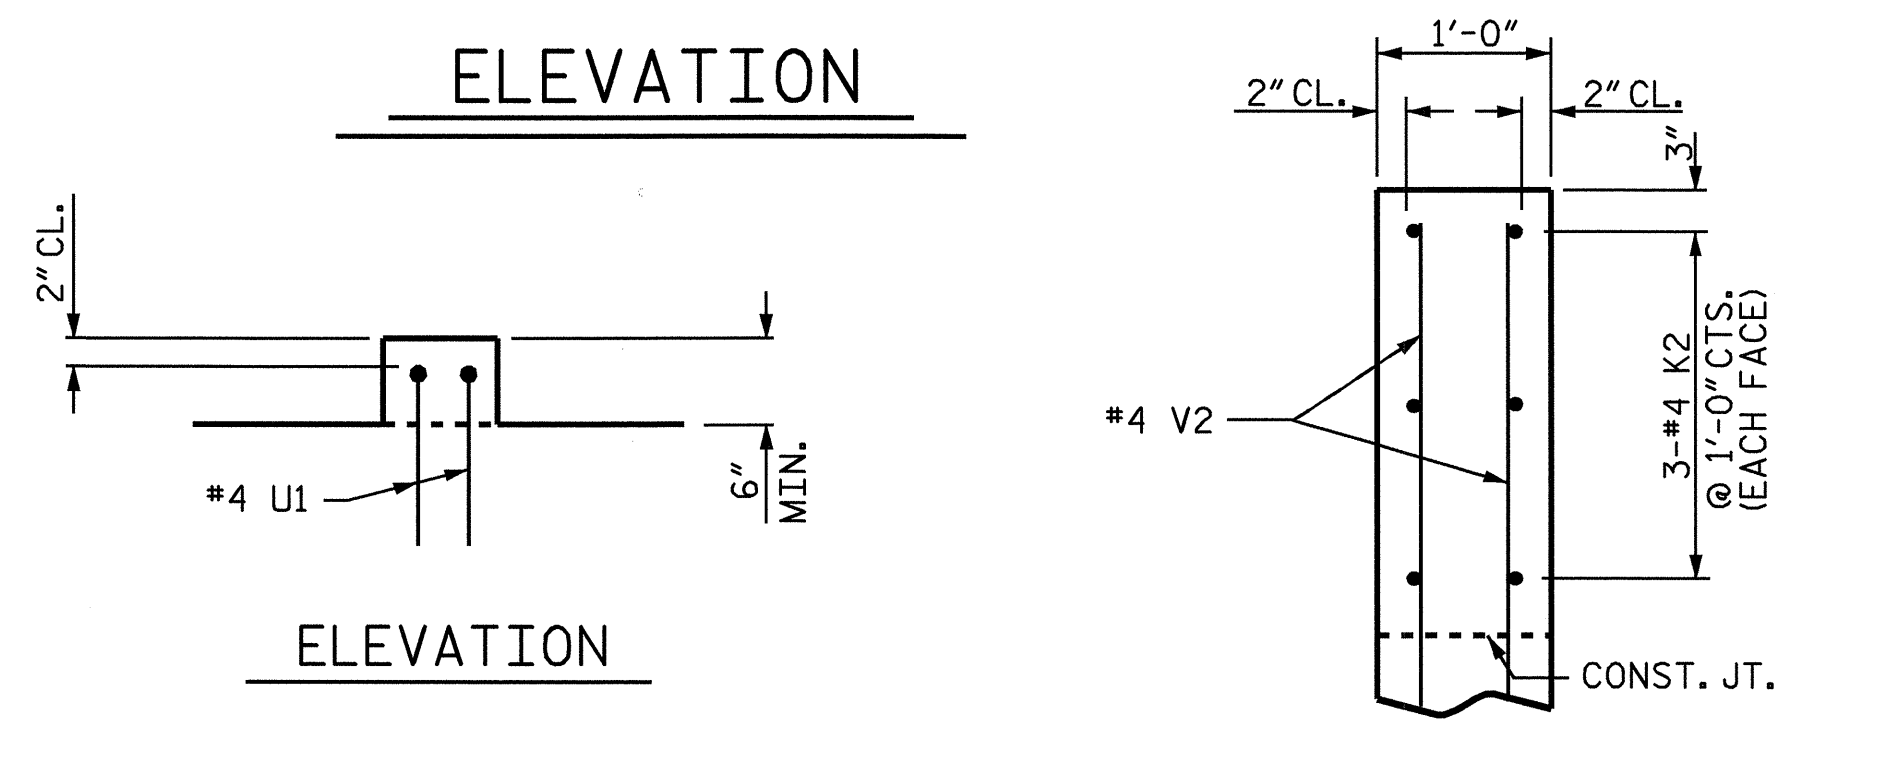 ELEVATION
2" CL.
#4 U1
6"
MIN.
ELEVATION
1'-0"
2" CL.
2" CL.
3"
#4 V2
3-#4 K2
@ 1'-0" CTS.
(EACH FACE)
CONST. JT.